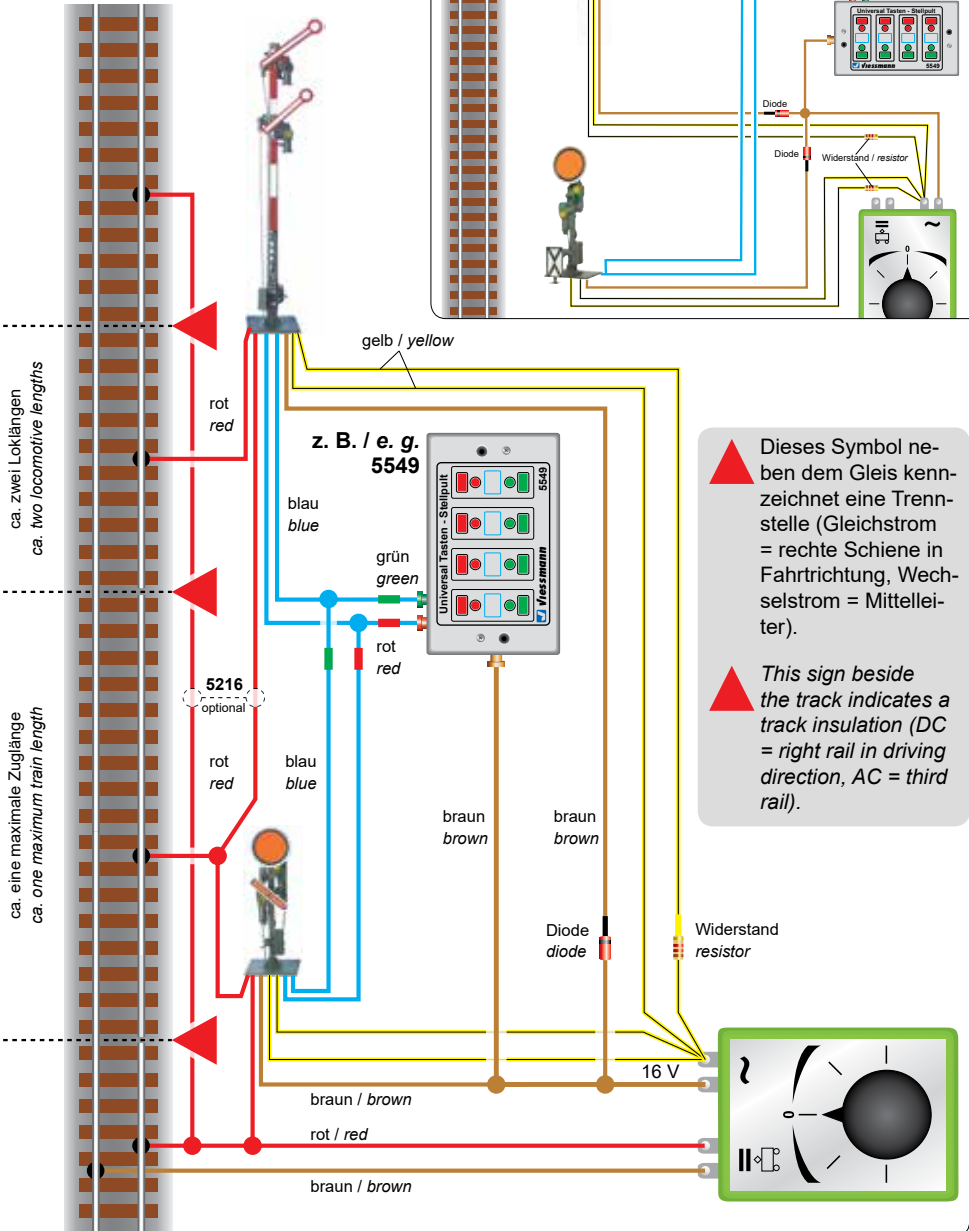 Universal Tasten - Stellpult
Viessmann
5549
Diode
Diode
Widerstand / resistor
0
~
gelb / yellow
ca. zwei Loklängen
ca. two locomotive lengths
rot
red
z. B. / e. g.
5549
Universal Tasten - Stellpult
5549
Viessmann
blau
blue
grün
green
rot
red
Dieses Symbol ne-
ben dem Gleis kenn-
zeichnet eine Trenn-
stelle (Gleichstrom
= rechte Schiene in
Fahrtrichtung, Wech-
selstrom = Mittellei-
ter).
This sign beside
the track indicates a
track insulation (DC
= right rail in driving
direction, AC = third
rail).
5216
optional
ca. eine maximale Zuglänge
ca. one maximum train length
rot
red
blau
blue
braun
brown
braun
brown
Diode
diode
Widerstand
resistor
16 V
~
0
braun / brown
rot / red
braun / brown